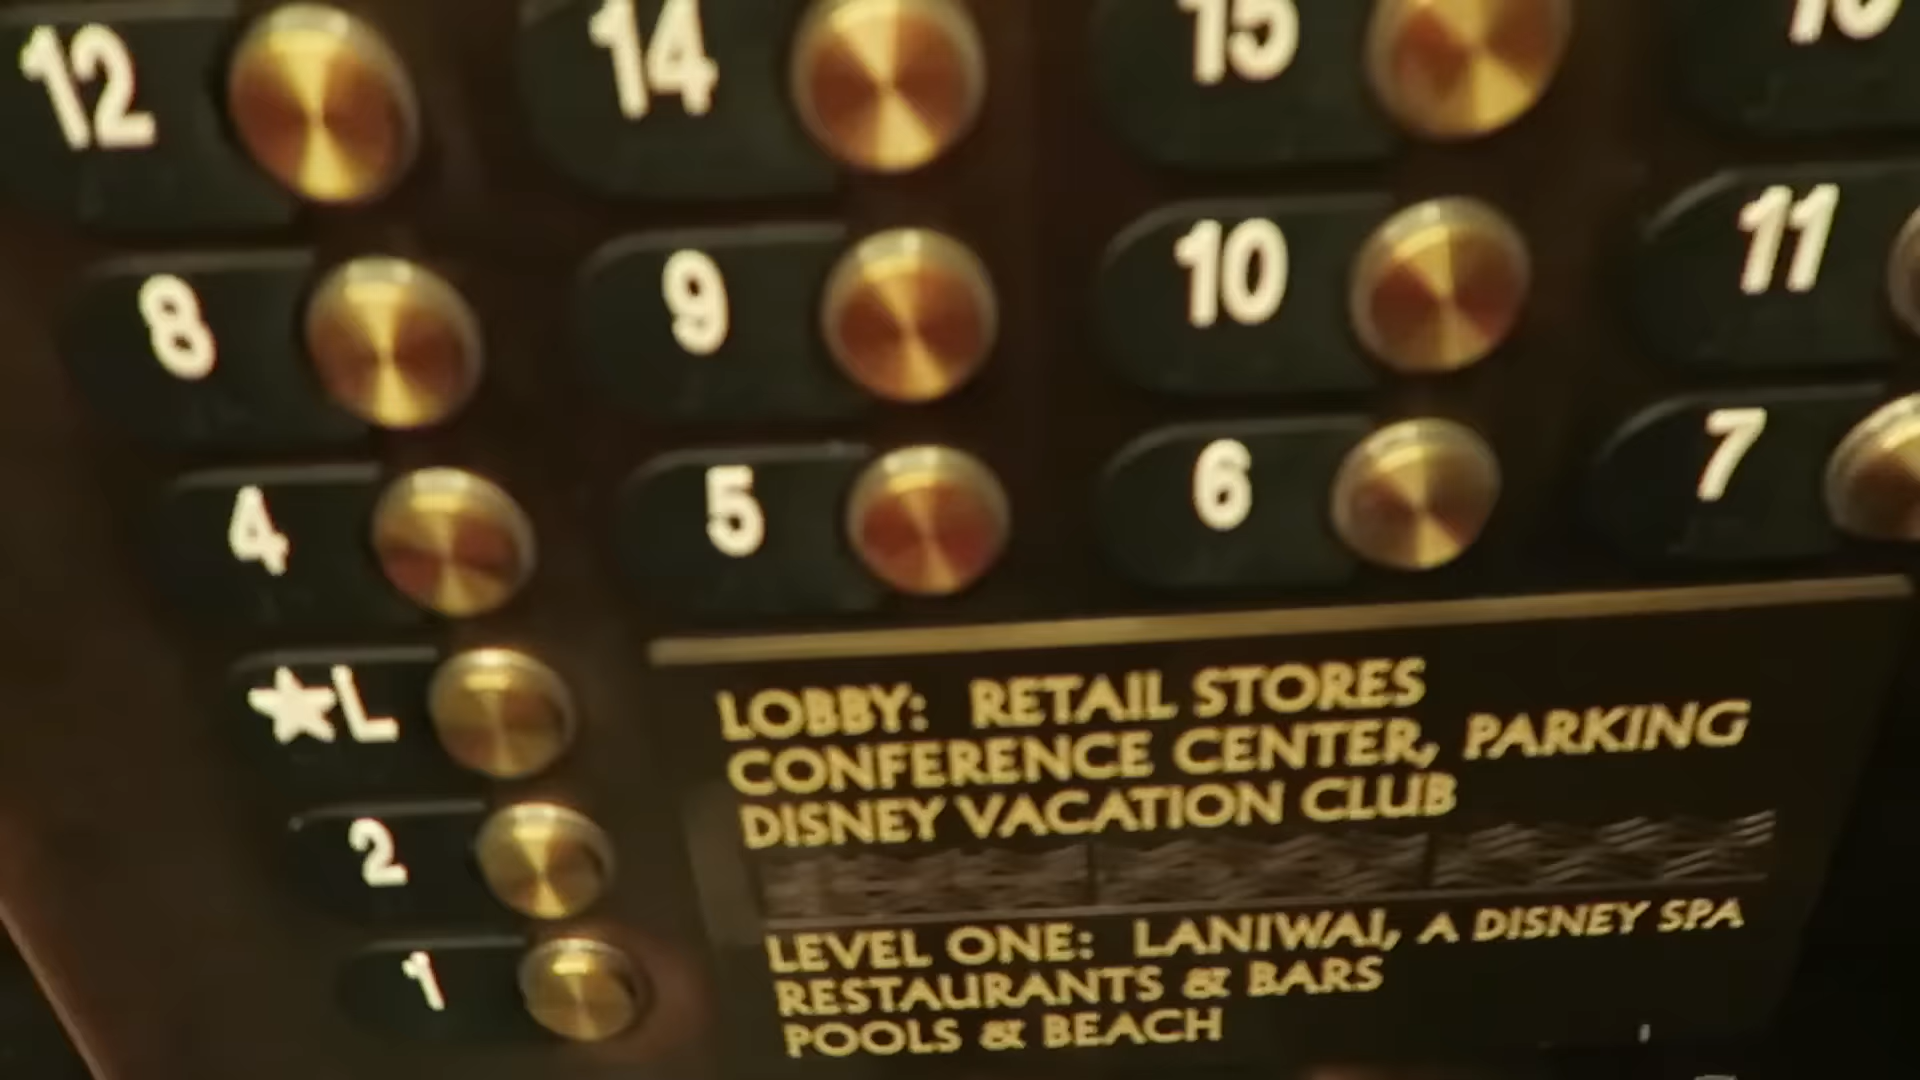 12 14 15
8 9 10 11
4 5 6 7
★L
2
1
LOBBY: RETAIL STORES
CONFERENCE CENTER, PARKING
DISNEY VACATION CLUB
LEVEL ONE: LANIWAI, A DISNEY SPA
RESTAURANTS & BARS
POOLS & BEACH